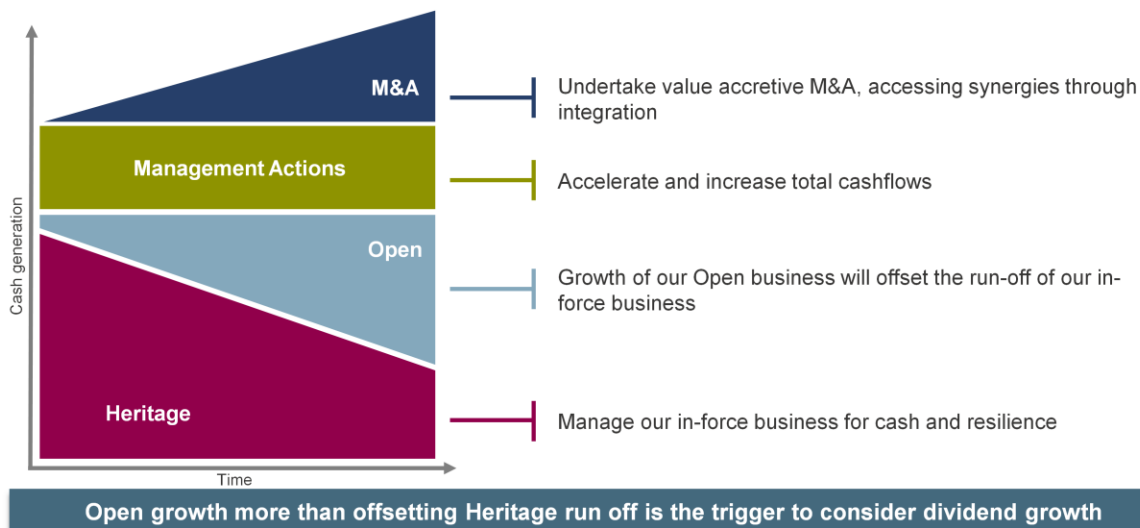 M&A
Undertake value accretive M&A, accessing synergies through
integration
Management Actions
Accelerate and increase total cashflows
Open
Growth of our Open business will offset the run-off of our in-
force business
Heritage
Manage our in-force business for cash and resilience
Cash generation
Time
Open growth more than offsetting Heritage run off is the trigger to consider dividend growth